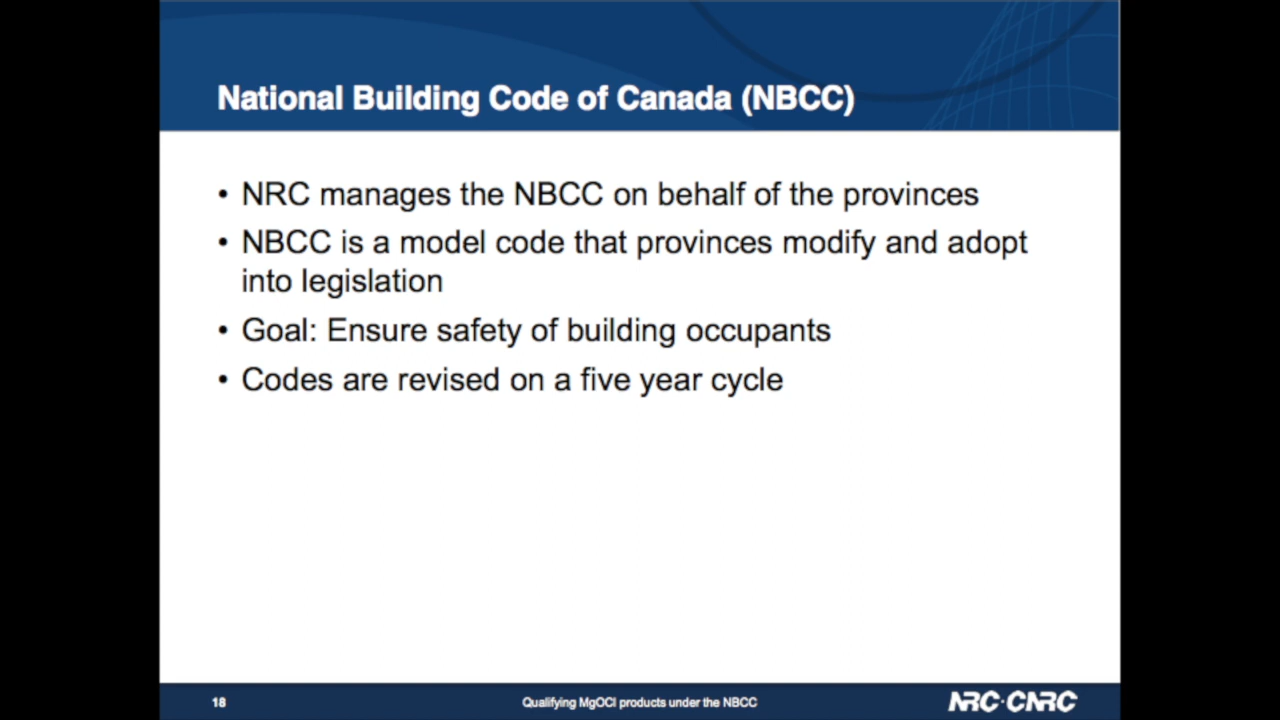 National Building Code of Canada (NBCC)
• NRC manages the NBCC on behalf of the provinces
• NBCC is a model code that provinces modify and adopt
into legislation
• Goal: Ensure safety of building occupants
• Codes are revised on a five year cycle
18
Qualifying MgOCl products under the NBCC
NRC·CNRC